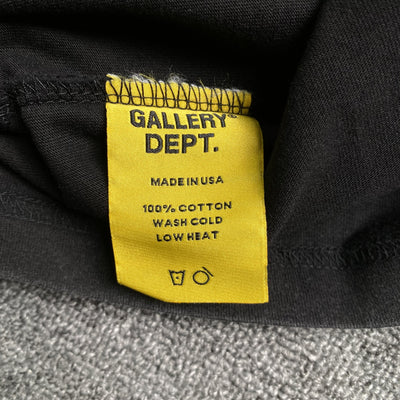 GALLERY®
DEPT.
MADE IN USA
100% COTTON
WASH COLD
LOW HEAT